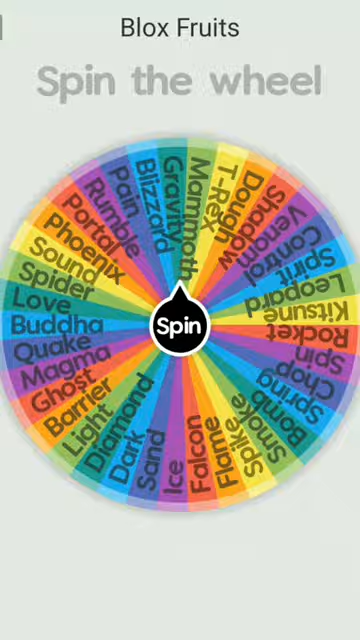 Blox Fruits
Spin the wheel
Mammoth
T-Rex
Dough
Shadow
Venom
Control
Spirit
Leopard
Kitsune
Rocket
Spin
Chop
Spring
Bomb
Smoke
Spike
Flame
Falcon
Ice
Sand
Dark
Diamond
Light
Barrier
Ghost
Magma
Quake
Buddha
Love
Spider
Sound
Phoenix
Portal
Rumble
Pain
Blizzard
Gravity
Spin